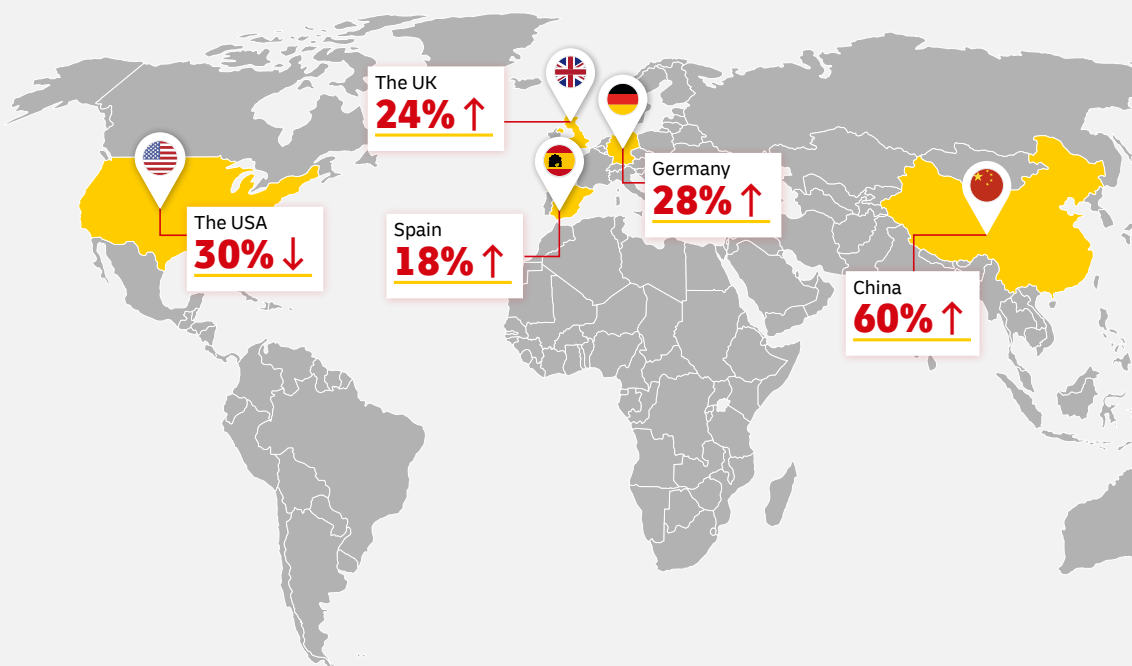 The UK
24% ↑
Germany
28% ↑
The USA
30% ↓
Spain
18% ↑
China
60% ↑